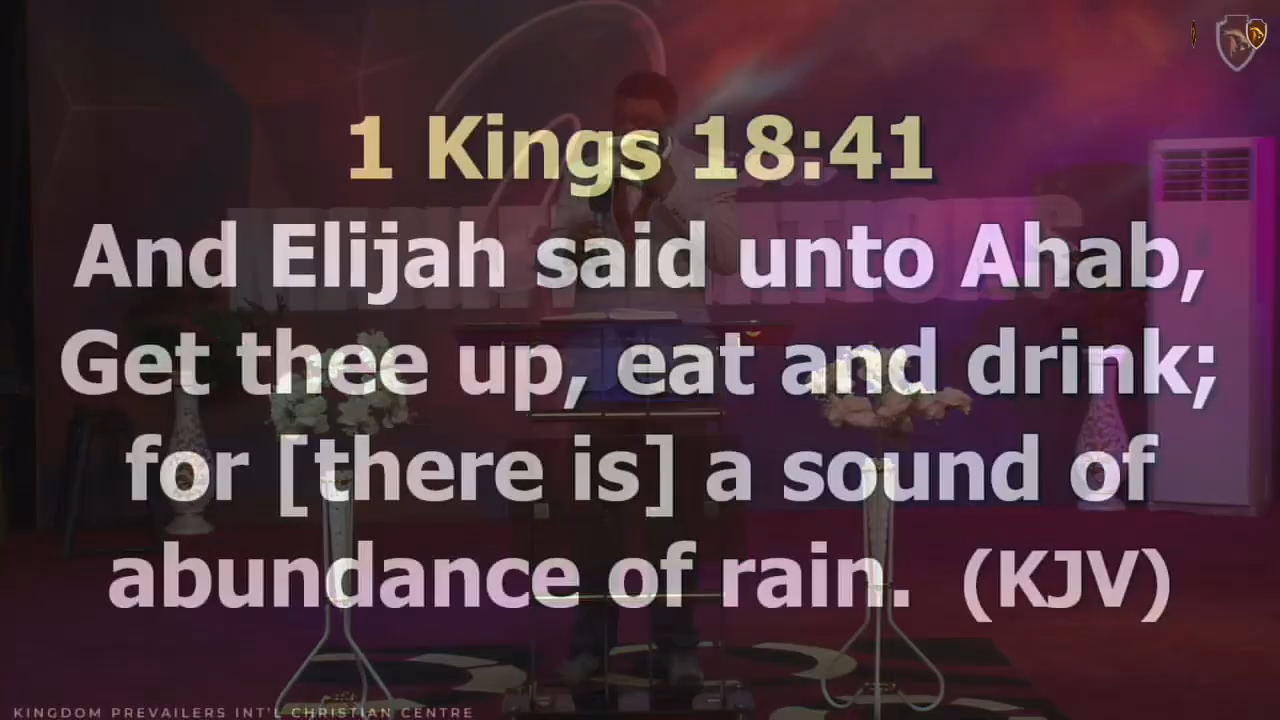 1 Kings 18:41
And Elijah said unto Ahab,
Get thee up, eat and drink;
for [there is] a sound of
abundance of rain.  (KJV)
KINGDOM PREVAILERS INT'L CHRISTIAN CENTRE